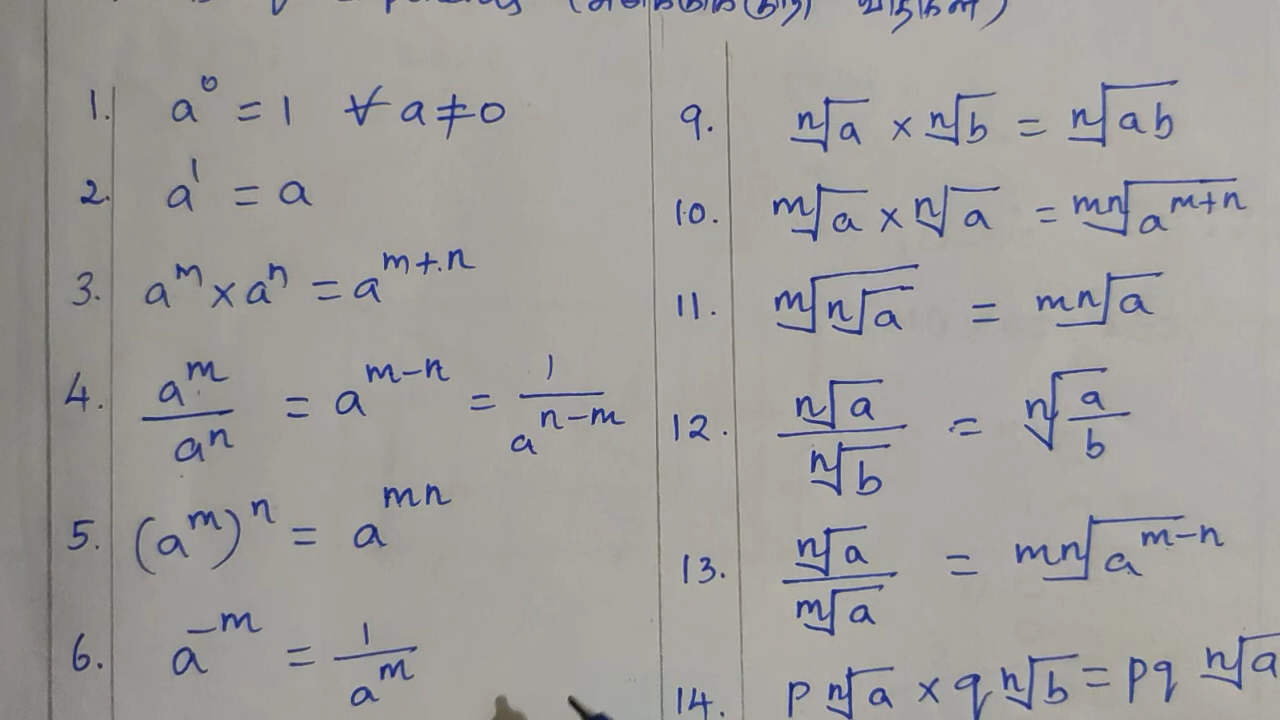 1. a⁰ = 1 ∀ a ≠ 0
2. a¹ = a
3. aᵐ × aⁿ = aᵐ⁺ⁿ
4. aᵐ/aⁿ = aᵐ⁻ⁿ = 1/aⁿ⁻ᵐ
5. (aᵐ)ⁿ = aᵐⁿ
6. a⁻ᵐ = 1/aᵐ
9. ⁿ√a × ⁿ√b = ⁿ√(ab)
10. ᵐ√a × ⁿ√a = ᵐⁿ√(aᵐ⁺ⁿ)
11. ᵐ√(ⁿ√a) = ᵐⁿ√a
12. ⁿ√a/ⁿ√b = ⁿ√(a/b)
13. ⁿ√a/ᵐ√a = ᵐⁿ√(aᵐ⁻ⁿ)
14. p ⁿ√a × q ⁿ√b = pq ⁿ√a